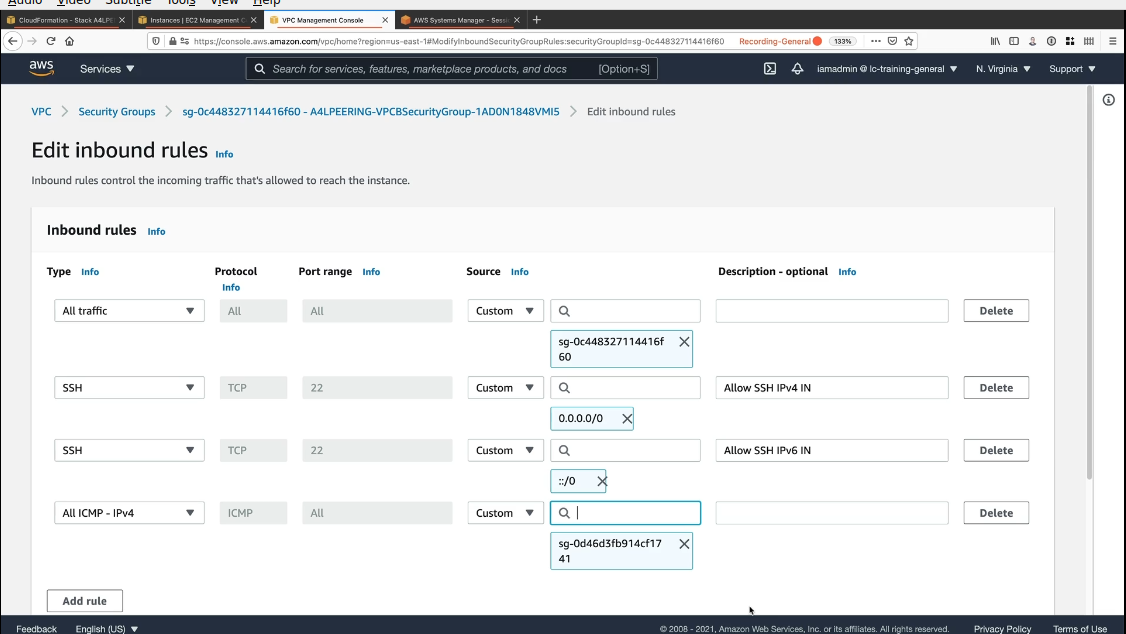 Audio Video Subtitle Tools View Help
CloudFormation - Stack A4LPE
Instances | EC2 Management C
VPC Management Console
AWS Systems Manager - Sessi
https://console.aws.amazon.com/vpc/home?region=us-east-1#ModifyInboundSecurityGroupRules:securityGroupId=sg-0c448327114416f60 Recording-General 133%
aws Services Search for services, features, marketplace products, and docs [Option+S] iamadmin @ lc-training-general N. Virginia Support
VPC Security Groups sg-0c448327114416f60 - A4LPEERING-VPCBSecurityGroup-1AD0N1848VMI5 Edit inbound rules
Edit inbound rules Info
Inbound rules control the incoming traffic that's allowed to reach the instance.
Inbound rules Info
Type Info Protocol Info Port range Info Source Info Description - optional Info
All traffic All All Custom Delete
sg-0c448327114416f
60
SSH TCP 22 Custom Allow SSH IPv4 IN Delete
0.0.0.0/0
SSH TCP 22 Custom Allow SSH IPv6 IN Delete
::/0
All ICMP - IPv4 ICMP All Custom Delete
sg-0d46d3fb914cf17
41
Add rule
Feedback English (US) © 2008 - 2021, Amazon Web Services, Inc. or its affiliates. All rights reserved. Privacy Policy Terms of Use